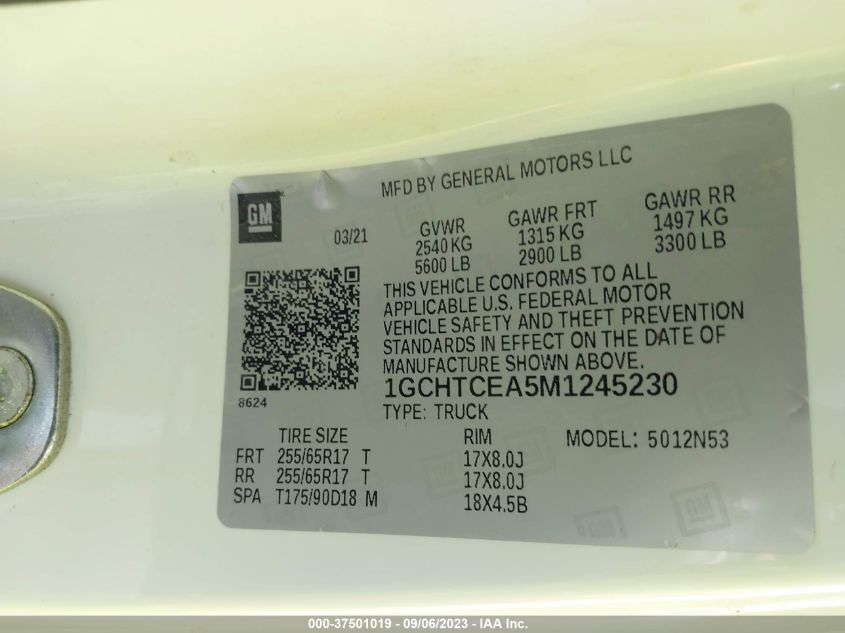 MFD BY GENERAL MOTORS LLC
GM
03/21
GVWR GAWR FRT GAWR RR
2540 KG 1315 KG 1497 KG
5600 LB 2900 LB 3300 LB
THIS VEHICLE CONFORMS TO ALL
APPLICABLE U.S. FEDERAL MOTOR
VEHICLE SAFETY AND THEFT PREVENTION
STANDARDS IN EFFECT ON THE DATE OF
MANUFACTURE SHOWN ABOVE.
8624
1GCHTCEA5M1245230
TYPE: TRUCK
TIRE SIZE RIM MODEL: 5012N53
FRT 255/65R17 T 17X8.0J
RR 255/65R17 T 17X8.0J
SPA T175/90D18 M 18X4.5B
GM GM
000-37501019 - 09/06/2023 - IAA Inc.